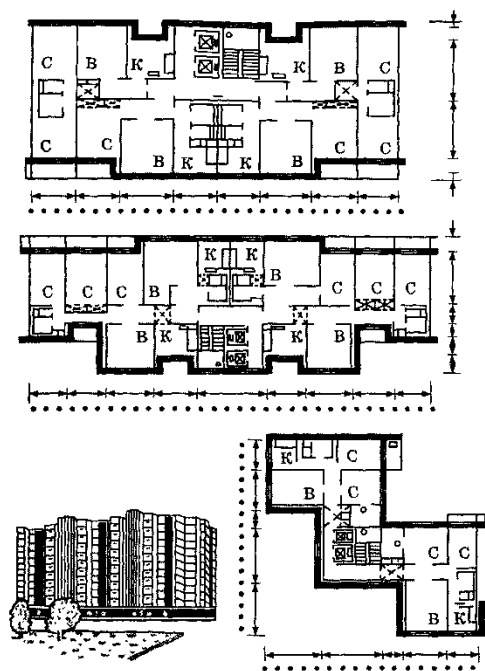 С В К К В С
С С В К К В С С
К К В
С С С В С С С
В К К В
К С
В С
С С
В К